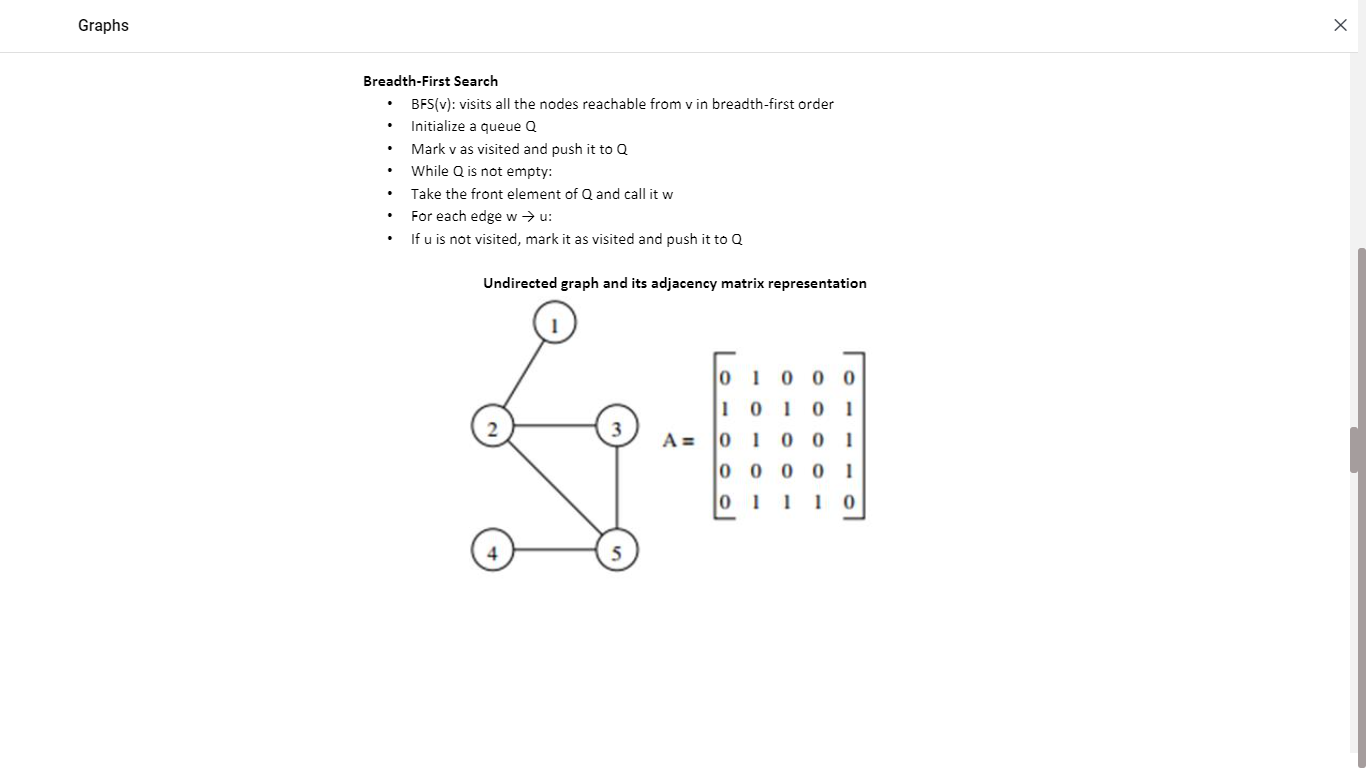 Graphs
Breadth-First Search
• BFS(v): visits all the nodes reachable from v in breadth-first order
• Initialize a queue Q
• Mark v as visited and push it to Q
• While Q is not empty:
• Take the front element of Q and call it w
• For each edge w → u:
• If u is not visited, mark it as visited and push it to Q
Undirected graph and its adjacency matrix representation
1
2
3
4
5
A =
0 1 0 0 0
1 0 1 0 1
0 1 0 0 1
0 0 0 0 1
0 1 1 1 0